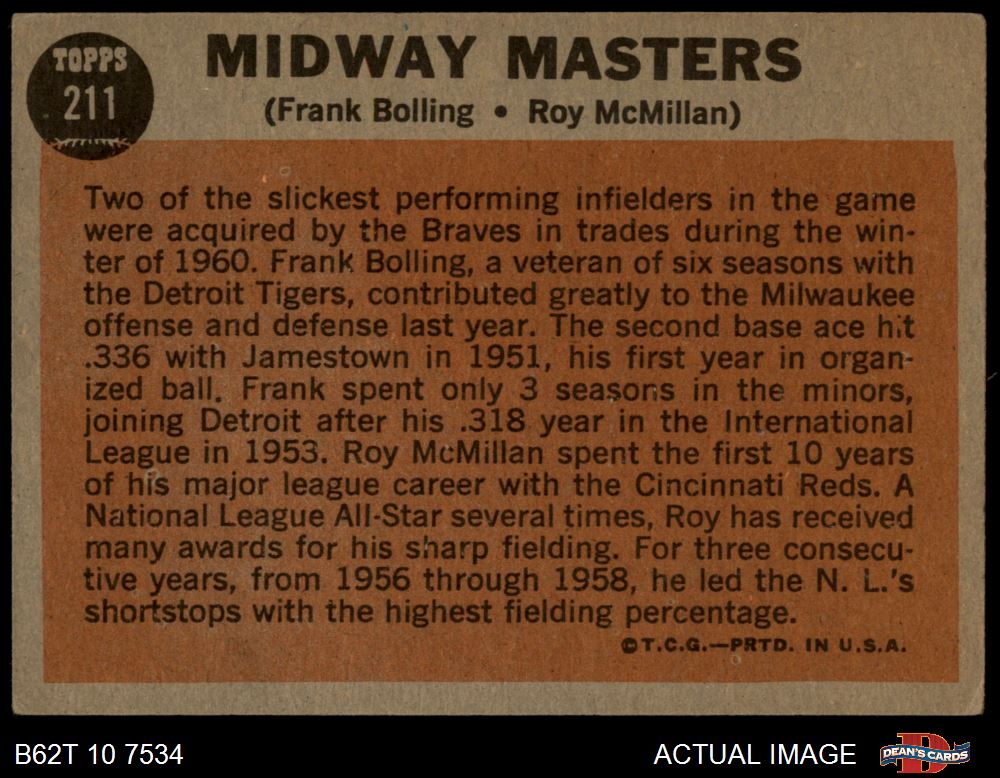 TOPPS
211
MIDWAY MASTERS
(Frank Bolling • Roy McMillan)
Two of the slickest performing infielders in the game
were acquired by the Braves in trades during the win-
ter of 1960. Frank Bolling, a veteran of six seasons with
the Detroit Tigers, contributed greatly to the Milwaukee
offense and defense last year. The second base ace hit
.336 with Jamestown in 1951, his first year in organ-
ized ball. Frank spent only 3 seasons in the minors,
joining Detroit after his .318 year in the International
League in 1953. Roy McMillan spent the first 10 years
of his major league career with the Cincinnati Reds. A
National League All-Star several times, Roy has received
many awards for his sharp fielding. For three consecu-
tive years, from 1956 through 1958, he led the N. L.'s
shortstops with the highest fielding percentage.
©T.C.G.—PRTD. IN U.S.A.
B62T 10 7534
ACTUAL IMAGE
D
DEAN'S CARDS